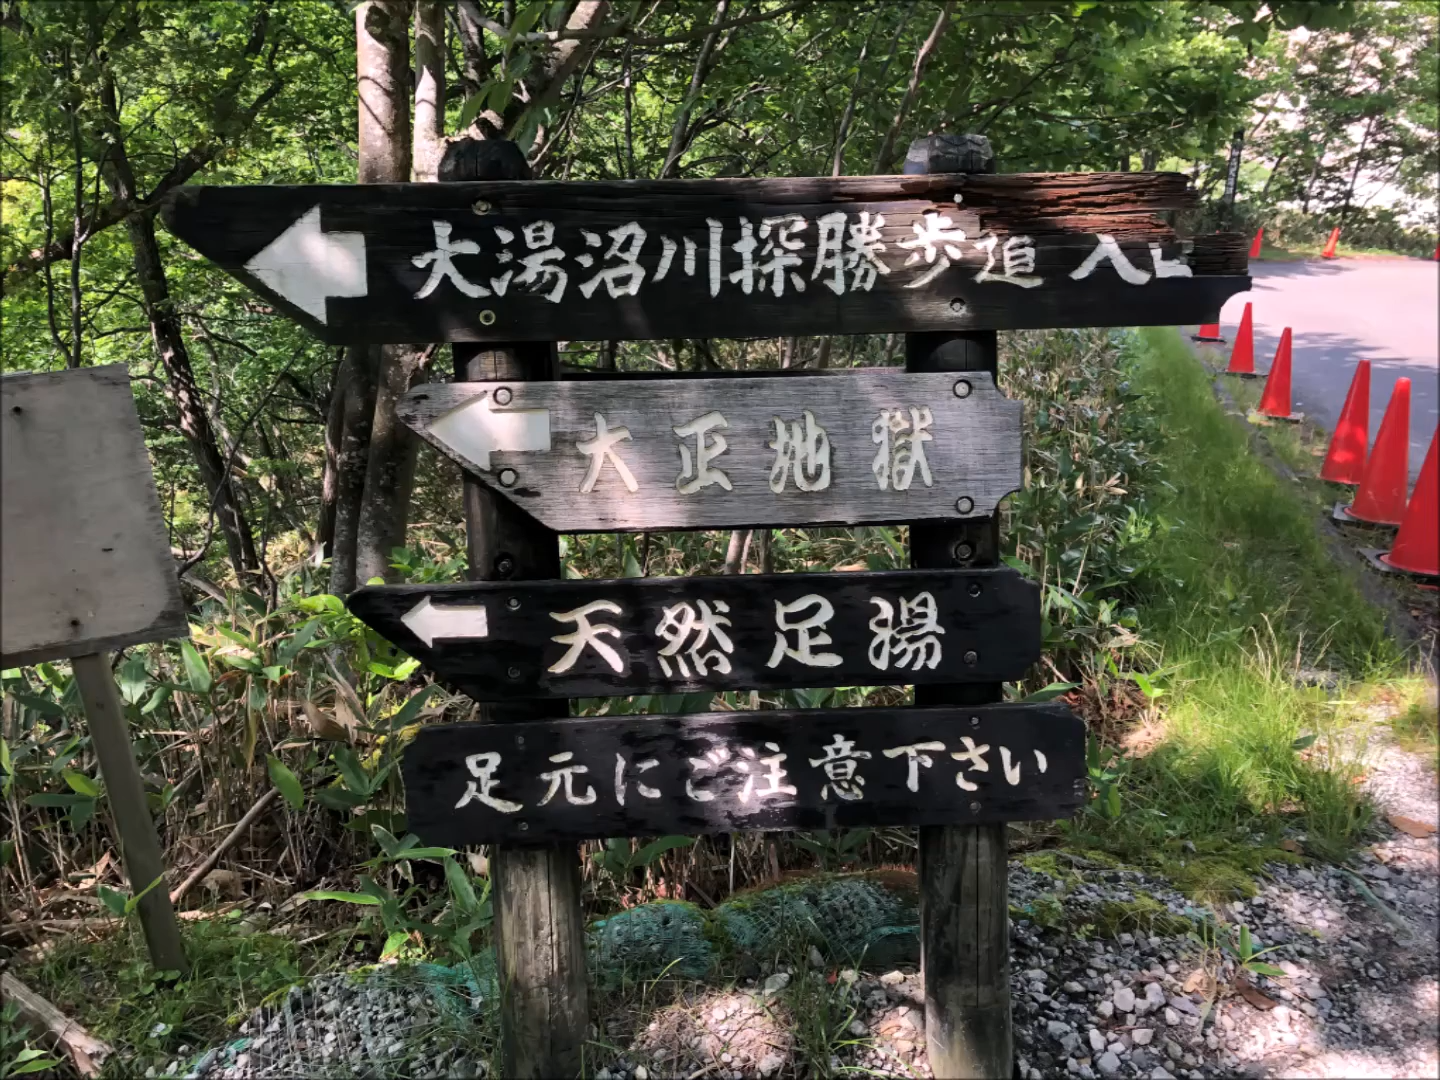 大湯沼川探勝歩道 入口
大正地獄
天然足湯
足元にご注意下さい